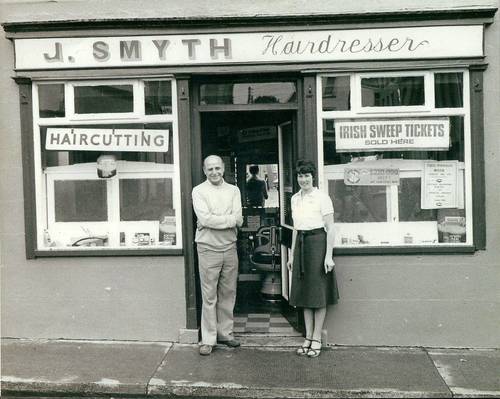 J. SMYTH Hairdresser
HAIRCUTTING
IRISH SWEEP TICKETS
SOLD HERE